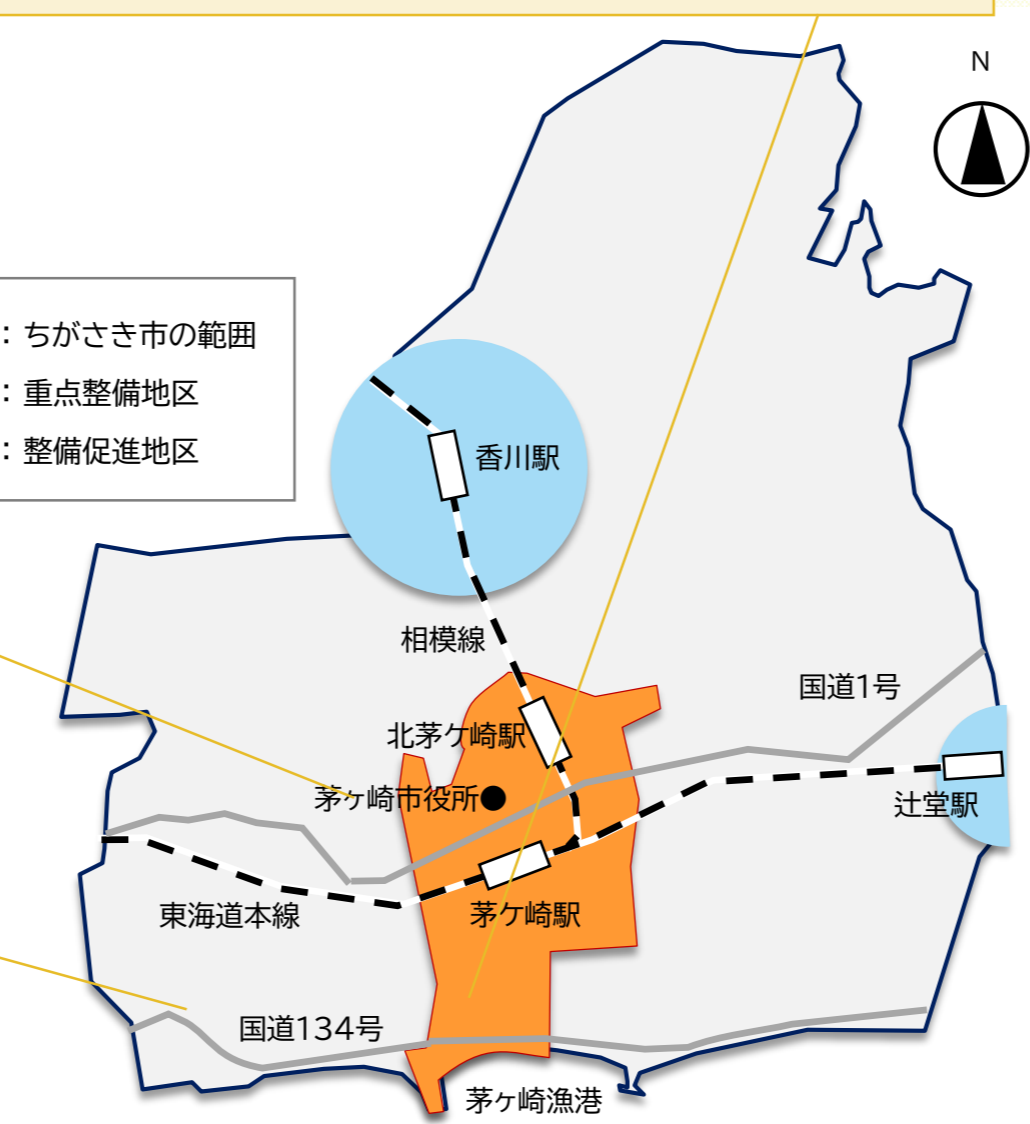 N
：ちがさき市の範囲
：重点整備地区
：整備促進地区
香川駅
相模線
国道1号
北茅ケ崎駅
茅ヶ崎市役所
辻堂駅
東海道本線
茅ケ崎駅
国道134号
茅ヶ崎漁港